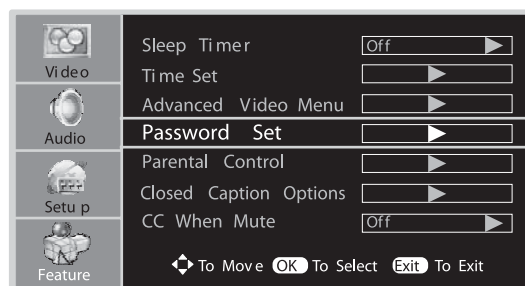 Video
Audio
Setup
Feature
Sleep Timer Off
Time Set
Advanced Video Menu
Password Set
Parental Control
Closed Caption Options
CC When Mute Off
To Move OK To Select Exit To Exit